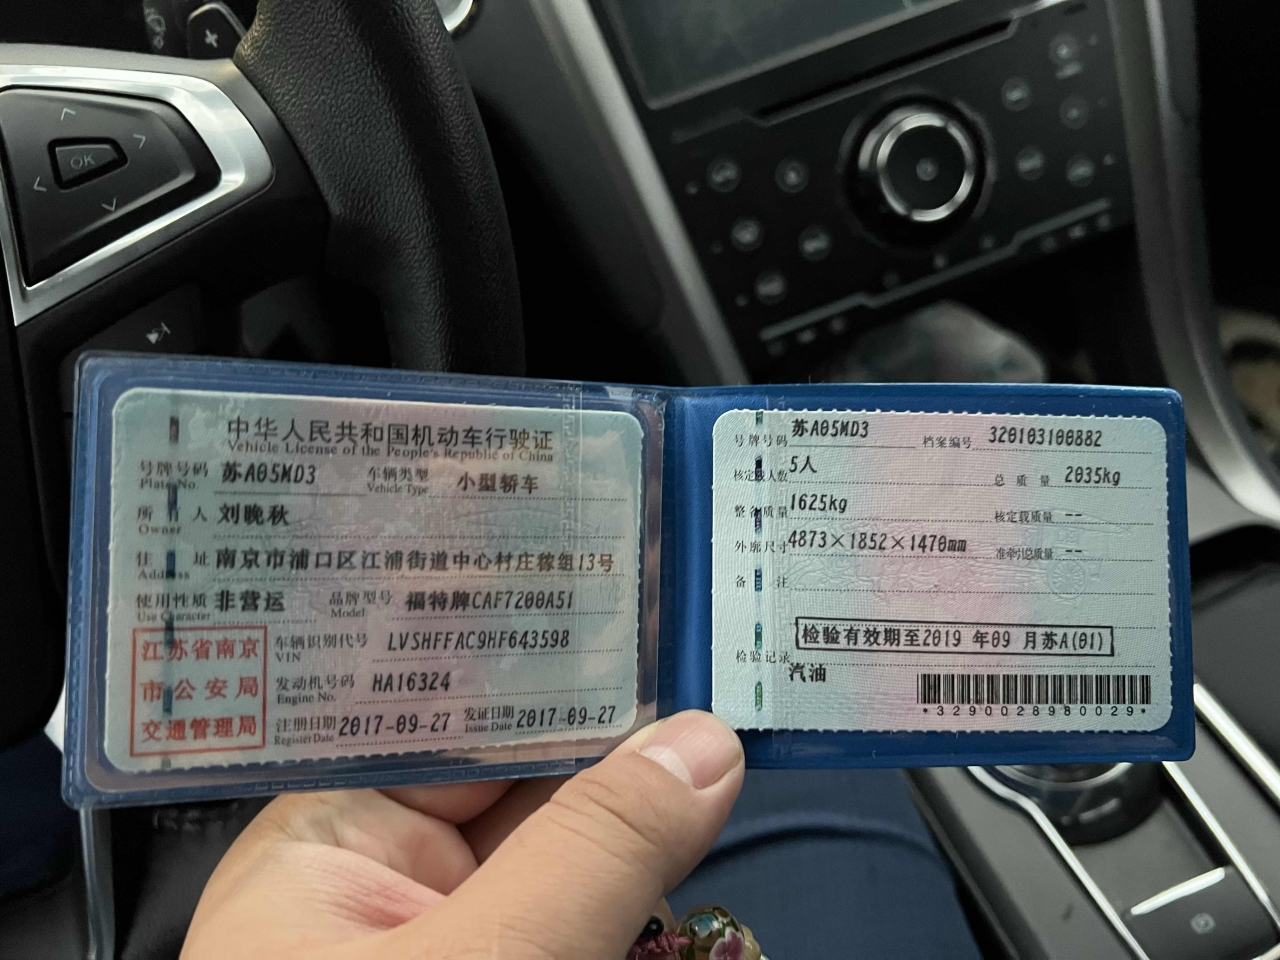 OK
中华人民共和国机动车行驶证
Vehicle License of the People's Republic of China
号牌号码 苏A05MD3 车辆类型 小型轿车
Plate No. Vehicle Type
所有人 刘晚秋
Owner
住址 南京市浦口区江浦街道中心村庄稼组13号
Address
使用性质 非营运 品牌型号 福特牌CAF7200A51
Use Character Model
江苏省南京
市公安局
交通管理局
车辆识别代号 LVSHFFAC9HF643598
VIN
发动机号码 HA16324
Engine No.
注册日期 2017-09-27 发证日期 2017-09-27
Register Date Issue Date
号牌号码 苏A05MD3 档案编号 320103100882
核定载人数 5人 总质量 2035kg
整备质量 1625kg 核定载质量 --
外廓尺寸 4873×1852×1470mm 准牵引总质量 --
备注
检验有效期至2019年09月苏A(01)
检验记录
汽油
*3290028980029*